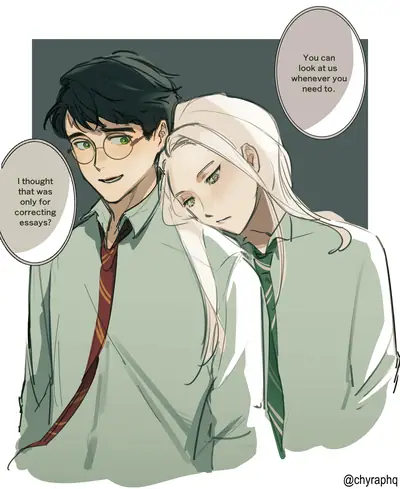 You can
look at us
whenever you
need to.
I thought
that was
only for
correcting
essays?
@chyraphq